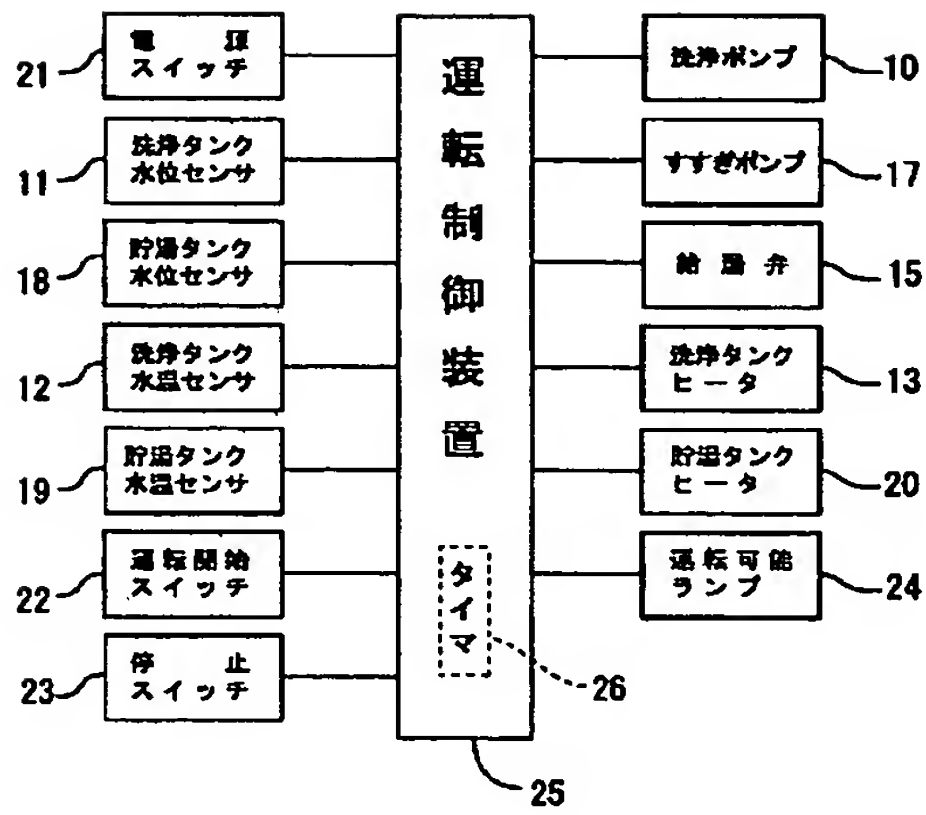 電源
スイッチ
21
洗浄タンク
水位センサ
11
貯湯タンク
水位センサ
18
洗浄タンク
水温センサ
12
貯湯タンク
水温センサ
19
運転開始
スイッチ
22
停止
スイッチ
23
運転制御装置
タイマ
26
25
洗浄ポンプ
10
すすぎポンプ
17
給湯弁
15
洗浄タンク
ヒータ
13
貯湯タンク
ヒータ
20
運転可能
ランプ
24